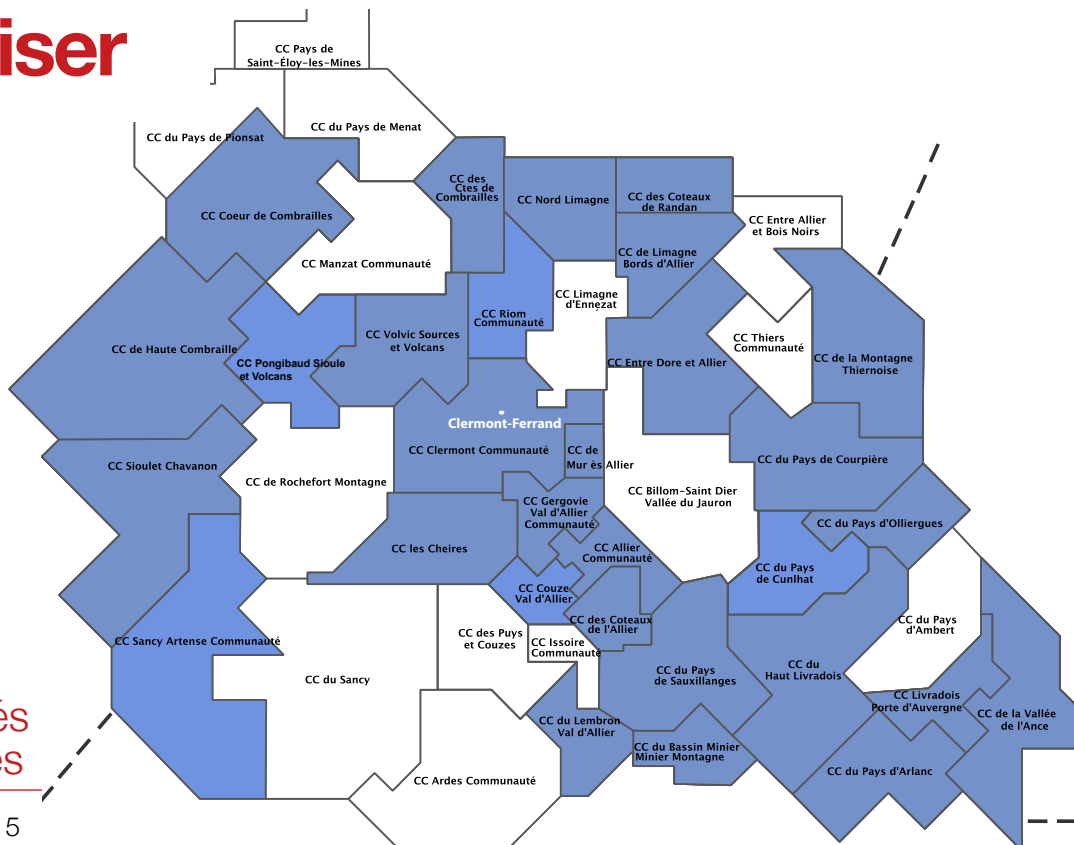 iser
CC Pays de
Saint-Éloy-les-Mines
CC du Pays de Menat
CC du Pays de Pionsat
CC des
Ctes de
Combrailles
CC Nord Limagne
CC des Coteaux
de Randan
CC Coeur de Combrailles
CC Entre Allier
et Bois Noirs
CC de Limagne
Bords d'Allier
CC Manzat Communauté
CC Limagne
d'Ennezat
CC Riom
Communauté
CC Volvic Sources
et Volcans
CC Thiers
Communauté
CC de Haute Combraille
CC Pongibaud Sioule
et Volcans
CC Entre Dore et Allier
CC de la Montagne
Thiernoise
Clermont-Ferrand
CC Clermont Communauté
CC de
Mur ès Allier
CC du Pays de Courpière
CC Sioulet Chavanon
CC de Rochefort Montagne
CC Billom-Saint Dier
Vallée du Jauron
CC Gergovie
Val d'Allier
Communauté
CC du Pays d'Olliergues
CC les Cheires
CC Allier
Communauté
CC du Pays
de Cunlhat
CC Couze
Val d'Allier
CC des Coteaux
de l'Allier
CC du Pays
d'Ambert
CC Sancy Artense Communauté
CC des Puys
et Couzes
CC Issoire
Communauté
CC du Sancy
CC du Pays
de Sauxillanges
CC du
Haut Livradois
CC Livradois
Porte d'Auvergne
CC de la Vallée
de l'Ance
és
CC du Lembron
Val d'Allier
CC du Bassin Minier
Minier Montagne
es
CC Ardes Communauté
CC du Pays d'Arlanc
5